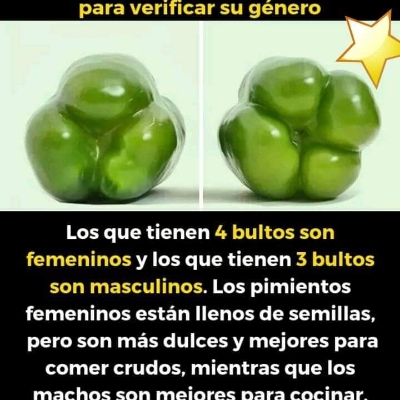 para verificar su género
Los que tienen 4 bultos son
femeninos y los que tienen 3 bultos
son masculinos. Los pimientos
femeninos están llenos de semillas,
pero son más dulces y mejores para
comer crudos, mientras que los
machos son mejores para cocinar.